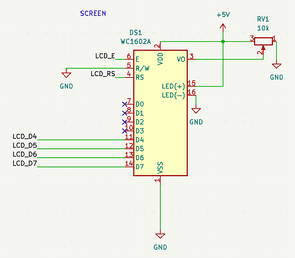 SCREEN
+5V
DS1
WC1602A
RV1
10k
LCD_E 6 E
5 R/W
GND
LCD_RS 4 RS
VDD 2
VO 3
3 1
2
GND
LED(+) 15
LED(-) 16
GND
7 D0
8 D1
9 D2
10 D3
LCD_D4 11 D4
LCD_D5 12 D5
LCD_D6 13 D6
LCD_D7 14 D7
VSS
1
GND